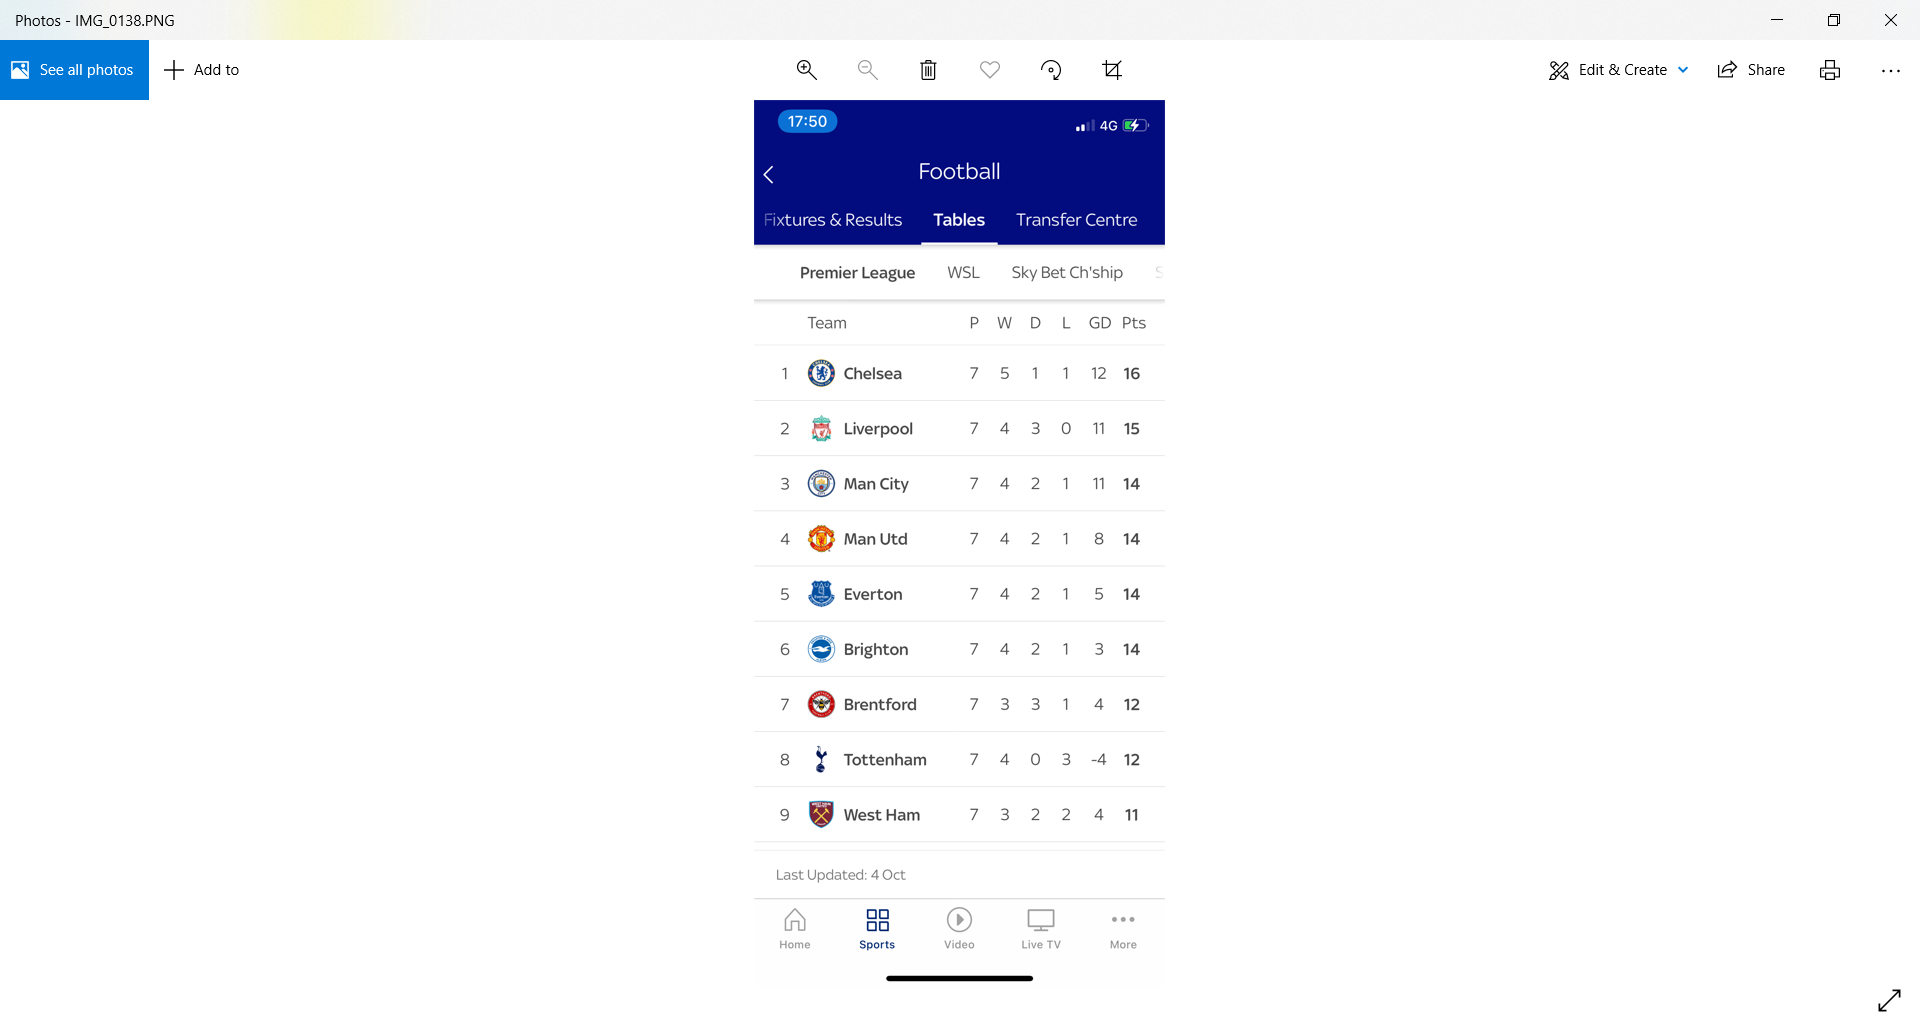 Photos - IMG_0138.PNG
See all photos Add to Edit & Create Share
17:50 4G
Football
Fixtures & Results Tables Transfer Centre
Premier League WSL Sky Bet Ch'ship S
Team P W D L GD Pts
1 Chelsea 7 5 1 1 12 16
2 Liverpool 7 4 3 0 11 15
3 Man City 7 4 2 1 11 14
4 Man Utd 7 4 2 1 8 14
5 Everton 7 4 2 1 5 14
6 Brighton 7 4 2 1 3 14
7 Brentford 7 3 3 1 4 12
8 Tottenham 7 4 0 3 -4 12
9 West Ham 7 3 2 2 4 11
Last Updated: 4 Oct
Home Sports Video Live TV More